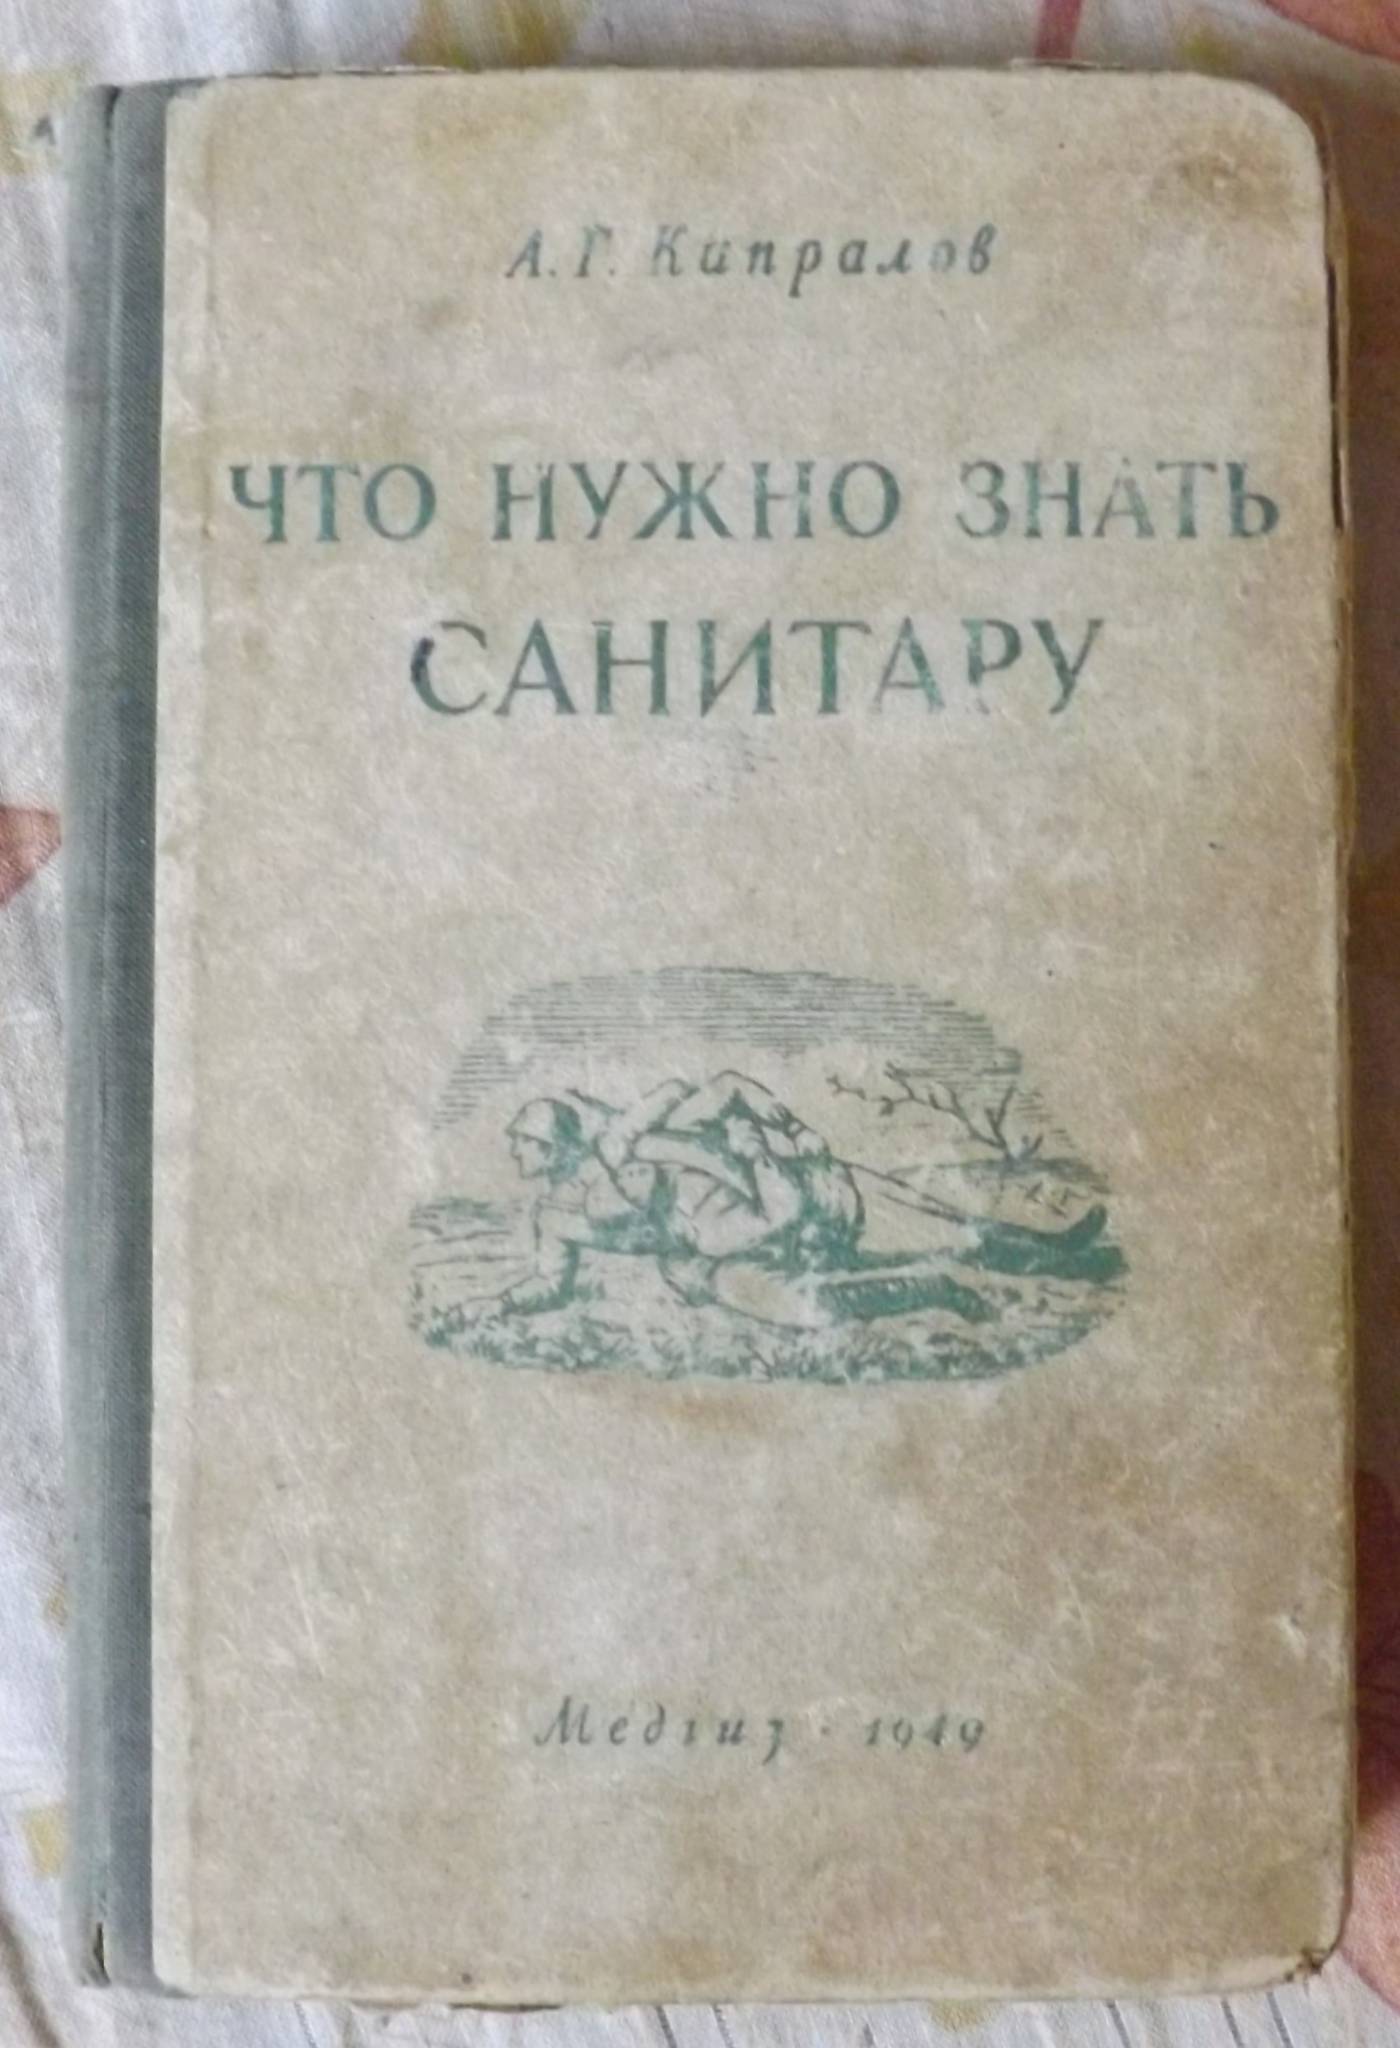 А. Г. Кипралов
ЧТО НУЖНО ЗНАТЬ
САНИТАРУ
Медгиз • 1949